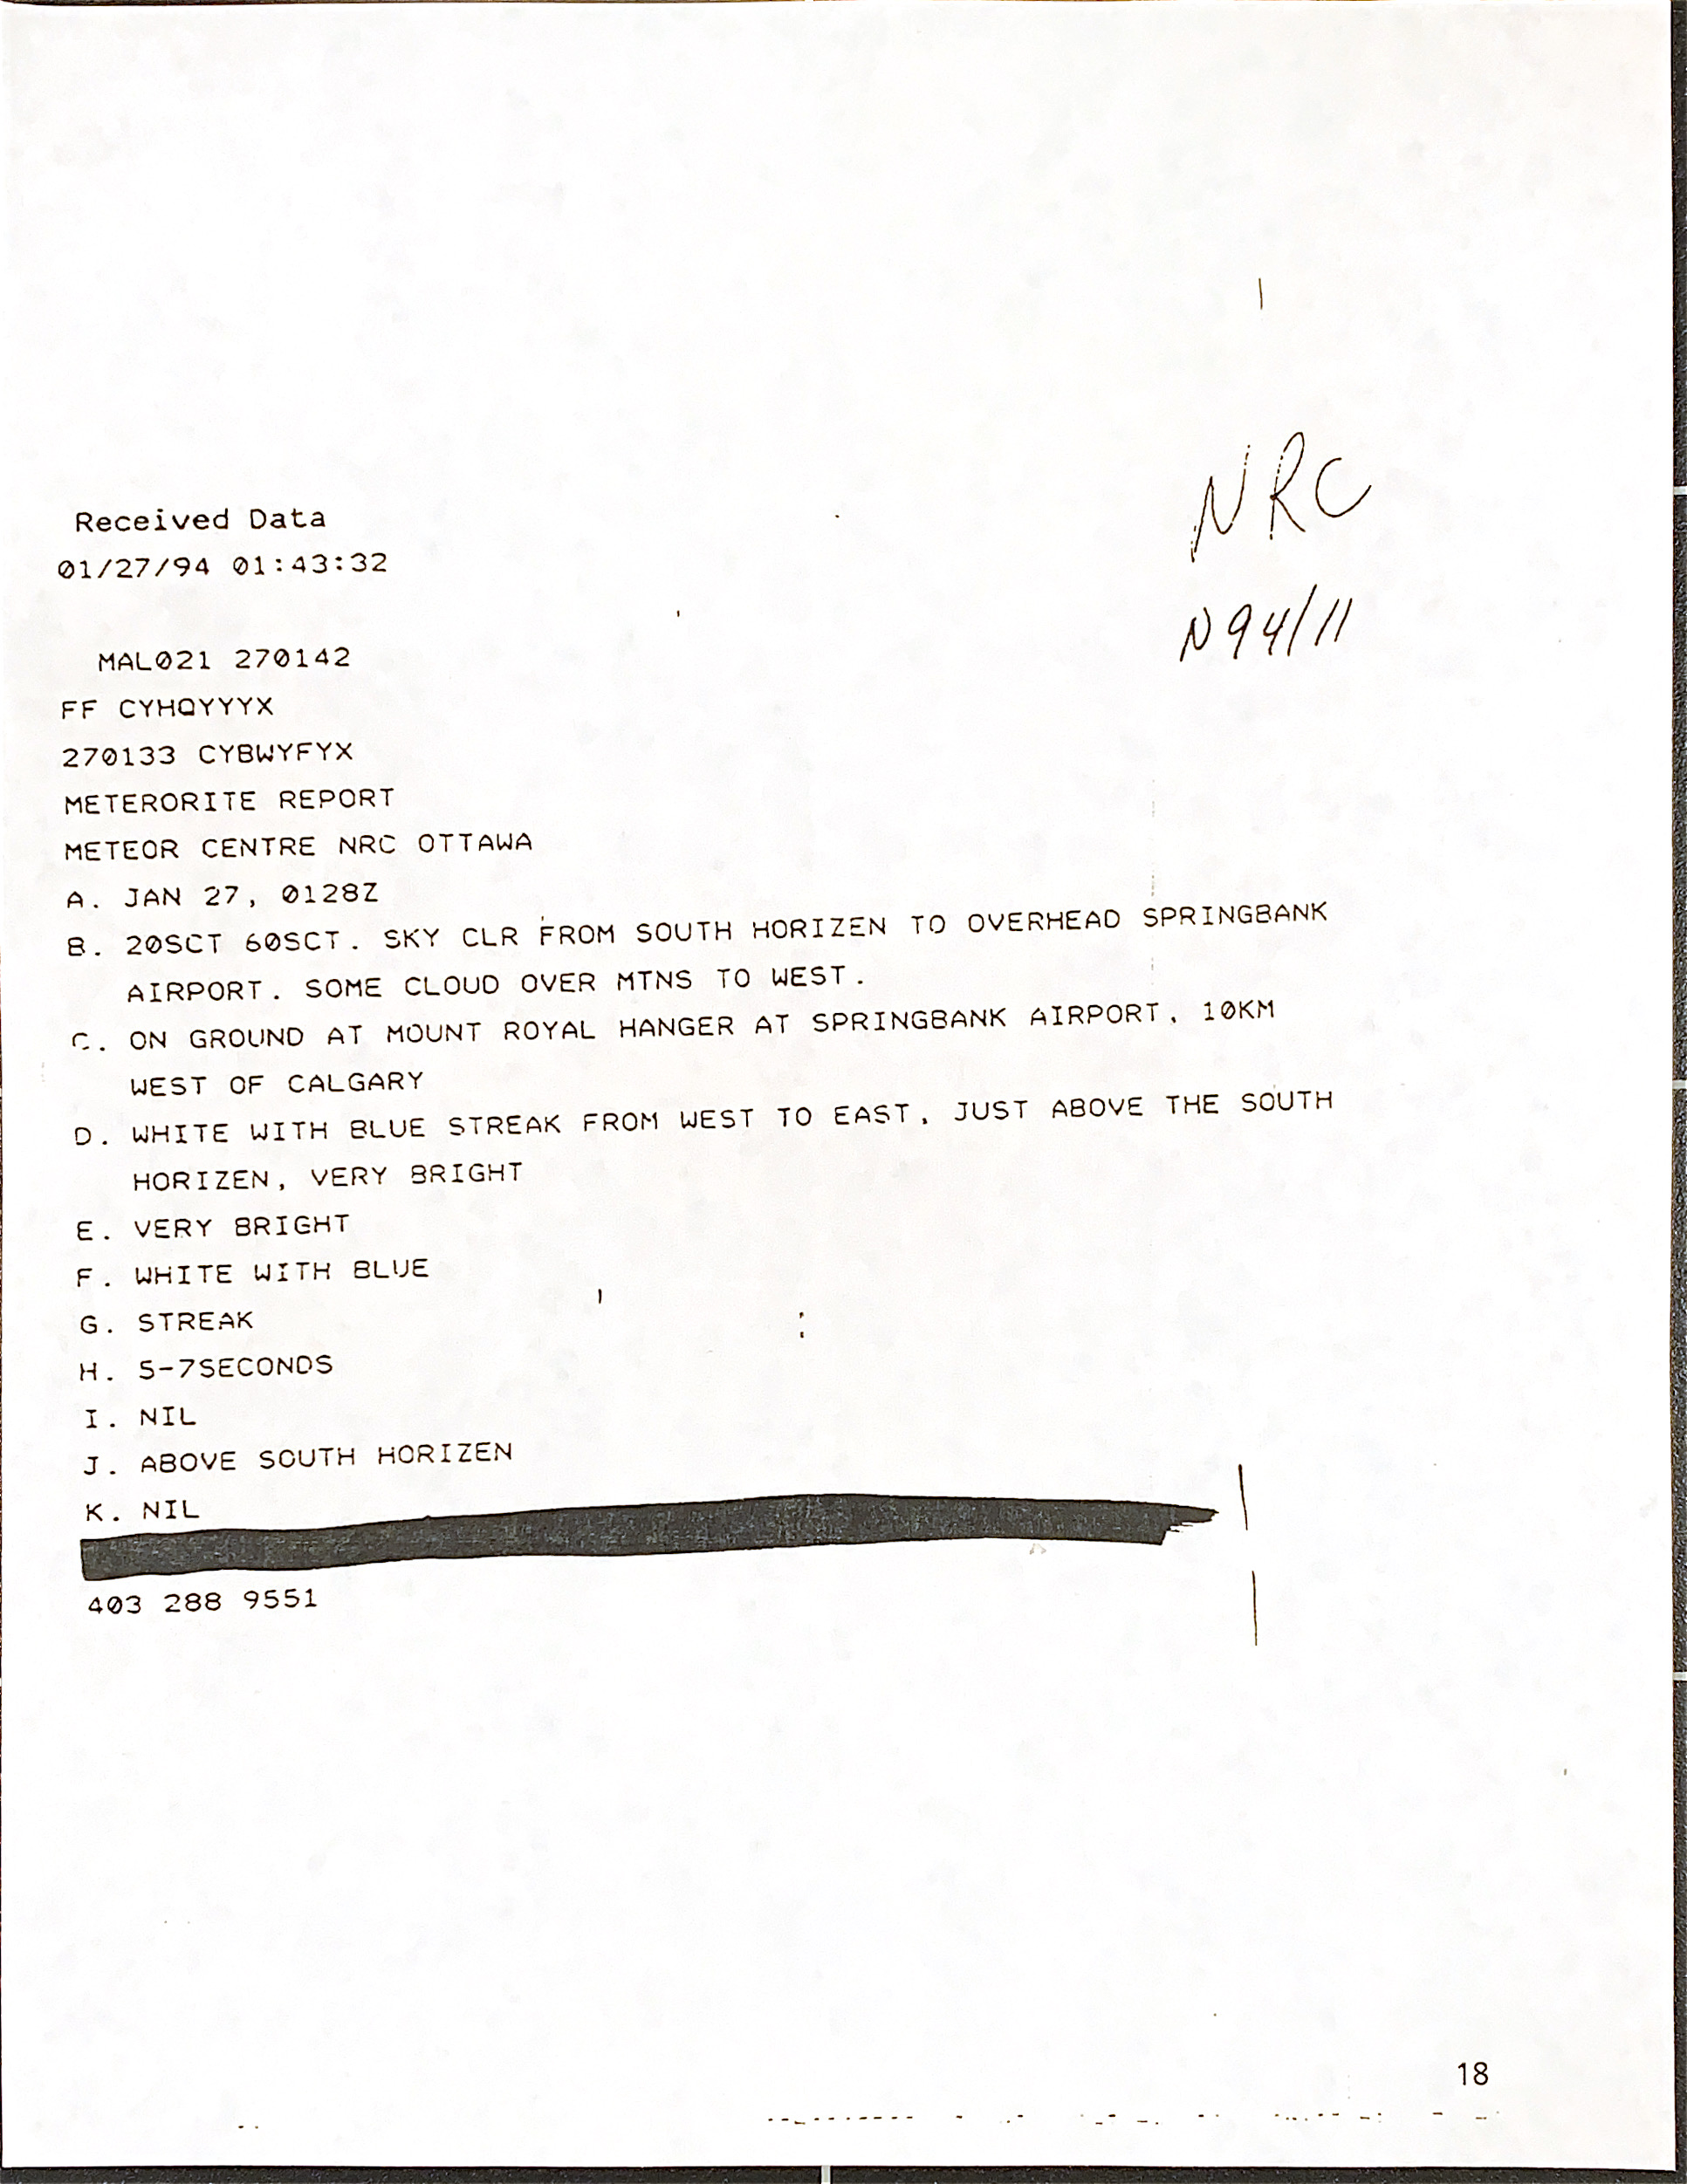 NRC
Received Data
01/27/94 01:43:32
N94/11
MAL021 270142
FF CYHQYYYX
270133 CYBWYFYX
METERORITE REPORT
METEOR CENTRE NRC OTTAWA
A. JAN 27, 0128Z
B. 20SCT 60SCT. SKY CLR FROM SOUTH HORIZEN TO OVERHEAD SPRINGBANK
AIRPORT. SOME CLOUD OVER MTNS TO WEST.
C. ON GROUND AT MOUNT ROYAL HANGER AT SPRINGBANK AIRPORT, 10KM
WEST OF CALGARY
D. WHITE WITH BLUE STREAK FROM WEST TO EAST, JUST ABOVE THE SOUTH
HORIZEN, VERY BRIGHT
E. VERY BRIGHT
F. WHITE WITH BLUE
G. STREAK
H. 5-7SECONDS
I. NIL
J. ABOVE SOUTH HORIZEN
K. NIL
403 288 9551
18